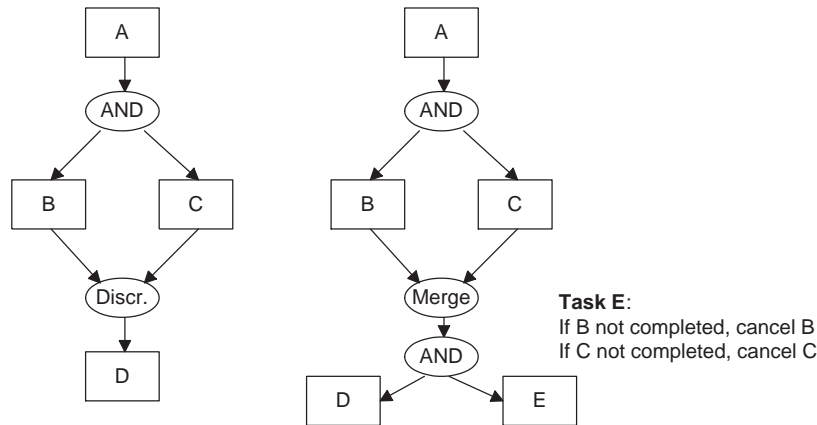 A
AND
B
C
Discr.
D
A
AND
B
C
Merge
AND
D
E
Task E:
If B not completed, cancel B
If C not completed, cancel C